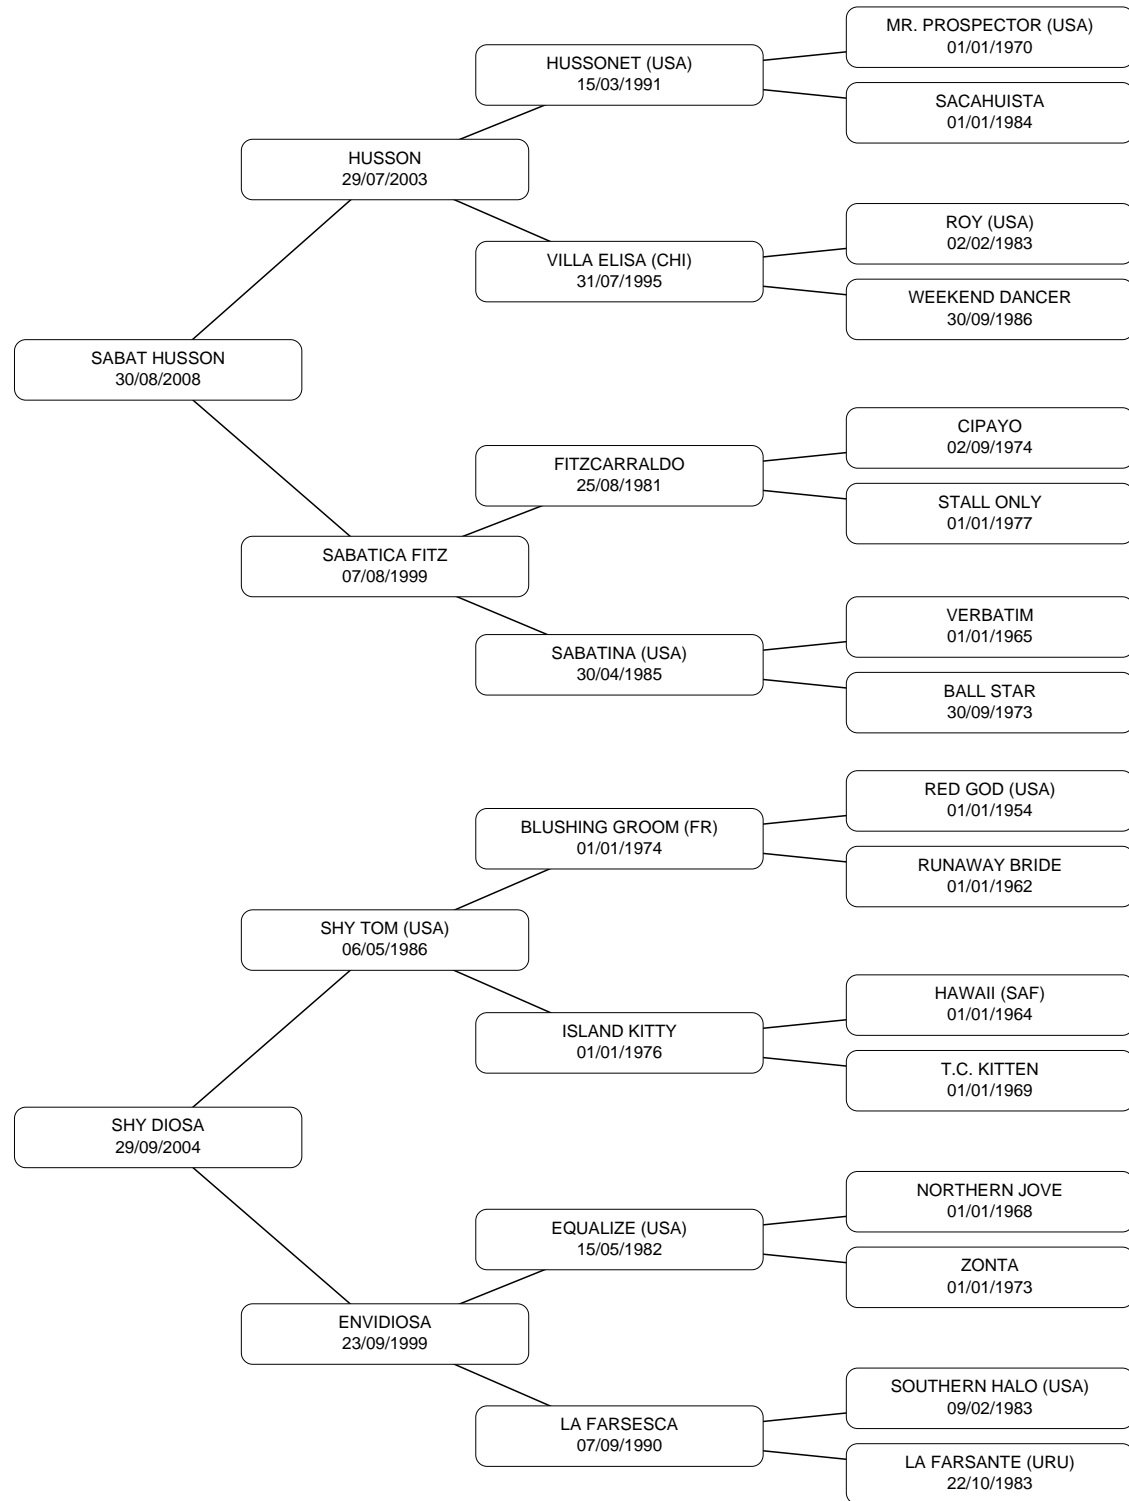 MR. PROSPECTOR (USA)
01/01/1970
HUSSONET (USA)
15/03/1991
SACAHUISTA
01/01/1984
HUSSON
29/07/2003
ROY (USA)
02/02/1983
VILLA ELISA (CHI)
31/07/1995
WEEKEND DANCER
30/09/1986
SABAT HUSSON
30/08/2008
CIPAYO
02/09/1974
FITZCARRALDO
25/08/1981
STALL ONLY
01/01/1977
SABATICA FITZ
07/08/1999
VERBATIM
01/01/1965
SABATINA (USA)
30/04/1985
BALL STAR
30/09/1973
RED GOD (USA)
01/01/1954
BLUSHING GROOM (FR)
01/01/1974
RUNAWAY BRIDE
01/01/1962
SHY TOM (USA)
06/05/1986
HAWAII (SAF)
01/01/1964
ISLAND KITTY
01/01/1976
T.C. KITTEN
01/01/1969
SHY DIOSA
29/09/2004
NORTHERN JOVE
01/01/1968
EQUALIZE (USA)
15/05/1982
ZONTA
01/01/1973
ENVIDIOSA
23/09/1999
SOUTHERN HALO (USA)
09/02/1983
LA FARSESCA
07/09/1990
LA FARSANTE (URU)
22/10/1983